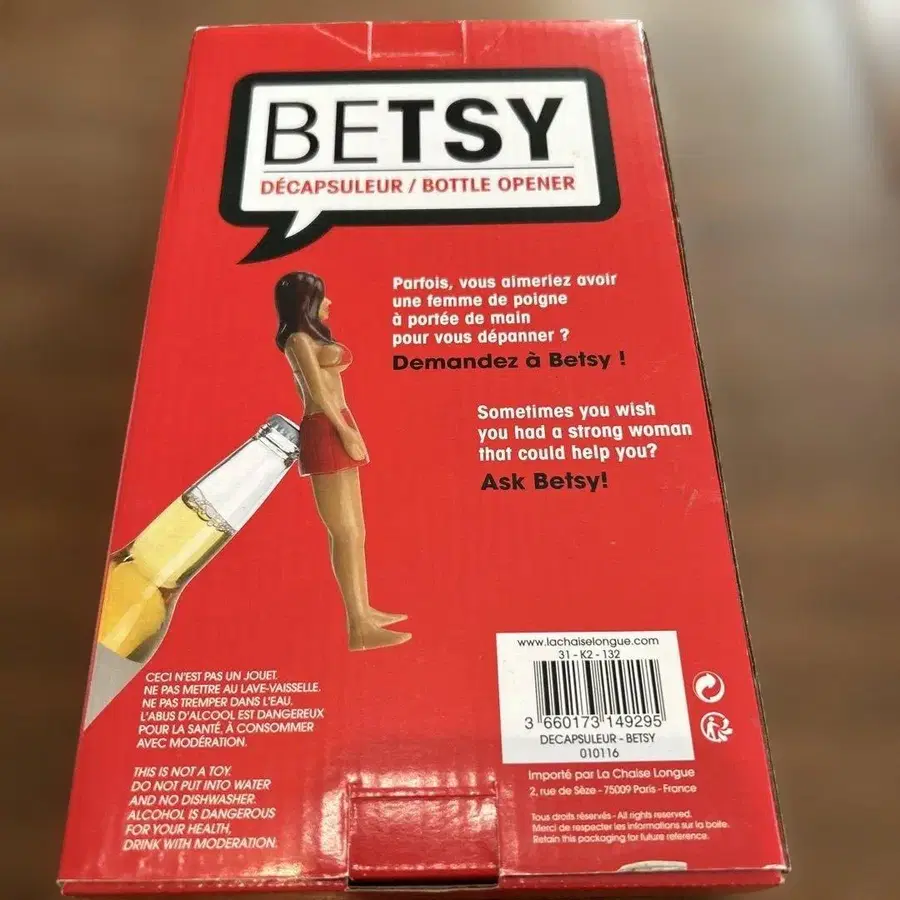 BETSY
DÉCAPSULEUR / BOTTLE OPENER
Parfois, vous aimeriez avoir
une femme de poigne
à portée de main
pour vous dépanner ?
Demandez à Betsy !
Sometimes you wish
you had a strong woman
that could help you?
Ask Betsy!
CECI N'EST PAS UN JOUET.
NE PAS METTRE AU LAVE-VAISSELLE.
NE PAS TREMPER DANS L'EAU.
L'ABUS D'ALCOOL EST DANGEREUX
POUR LA SANTÉ, À CONSOMMER
AVEC MODÉRATION.
THIS IS NOT A TOY.
DO NOT PUT INTO WATER
AND NO DISHWASHER.
ALCOHOL IS DANGEROUS
FOR YOUR HEALTH,
DRINK WITH MODERATION.
www.lachaiselongue.com
31 - K2 - 132
3 660173 149295
DECAPSULEUR - BETSY
010116
Importé par La Chaise Longue
2, rue de Sèze - 75009 Paris - France
Tous droits réservés - All rights reserved.
Merci de respecter les informations sur la boîte.
Retain this packaging for future reference.